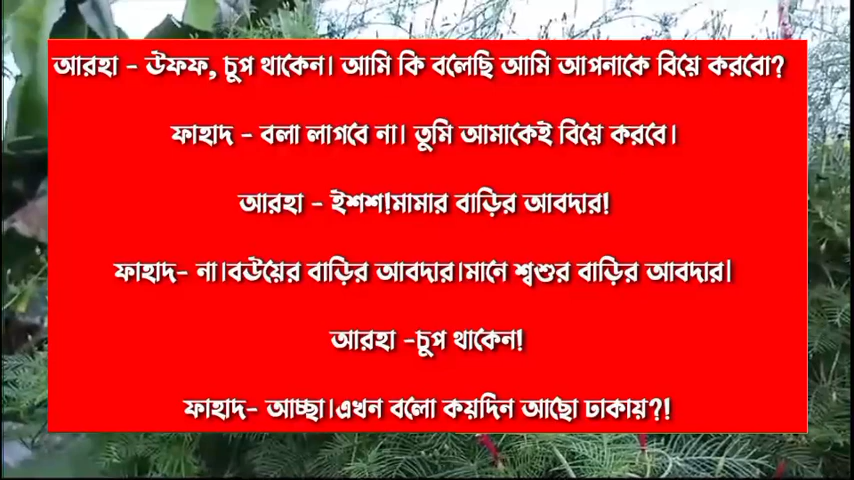 আরহা - উফফ, চুপ থাকেন। আমি কি বলেছি আমি আপনাকে বিয়ে করবো?
ফাহাদ - বলা লাগবে না। তুমি আমাকেই বিয়ে করবে।
আরহা - ইশশ!মামার বাড়ির আবদার!
ফাহাদ- না।বউয়ের বাড়ির আবদার।মানে শ্বশুর বাড়ির আবদার|
আরহা -চুপ থাকেন!
ফাহাদ- আচ্ছা।এখন বলো কয়দিন আছো ঢাকায়?!